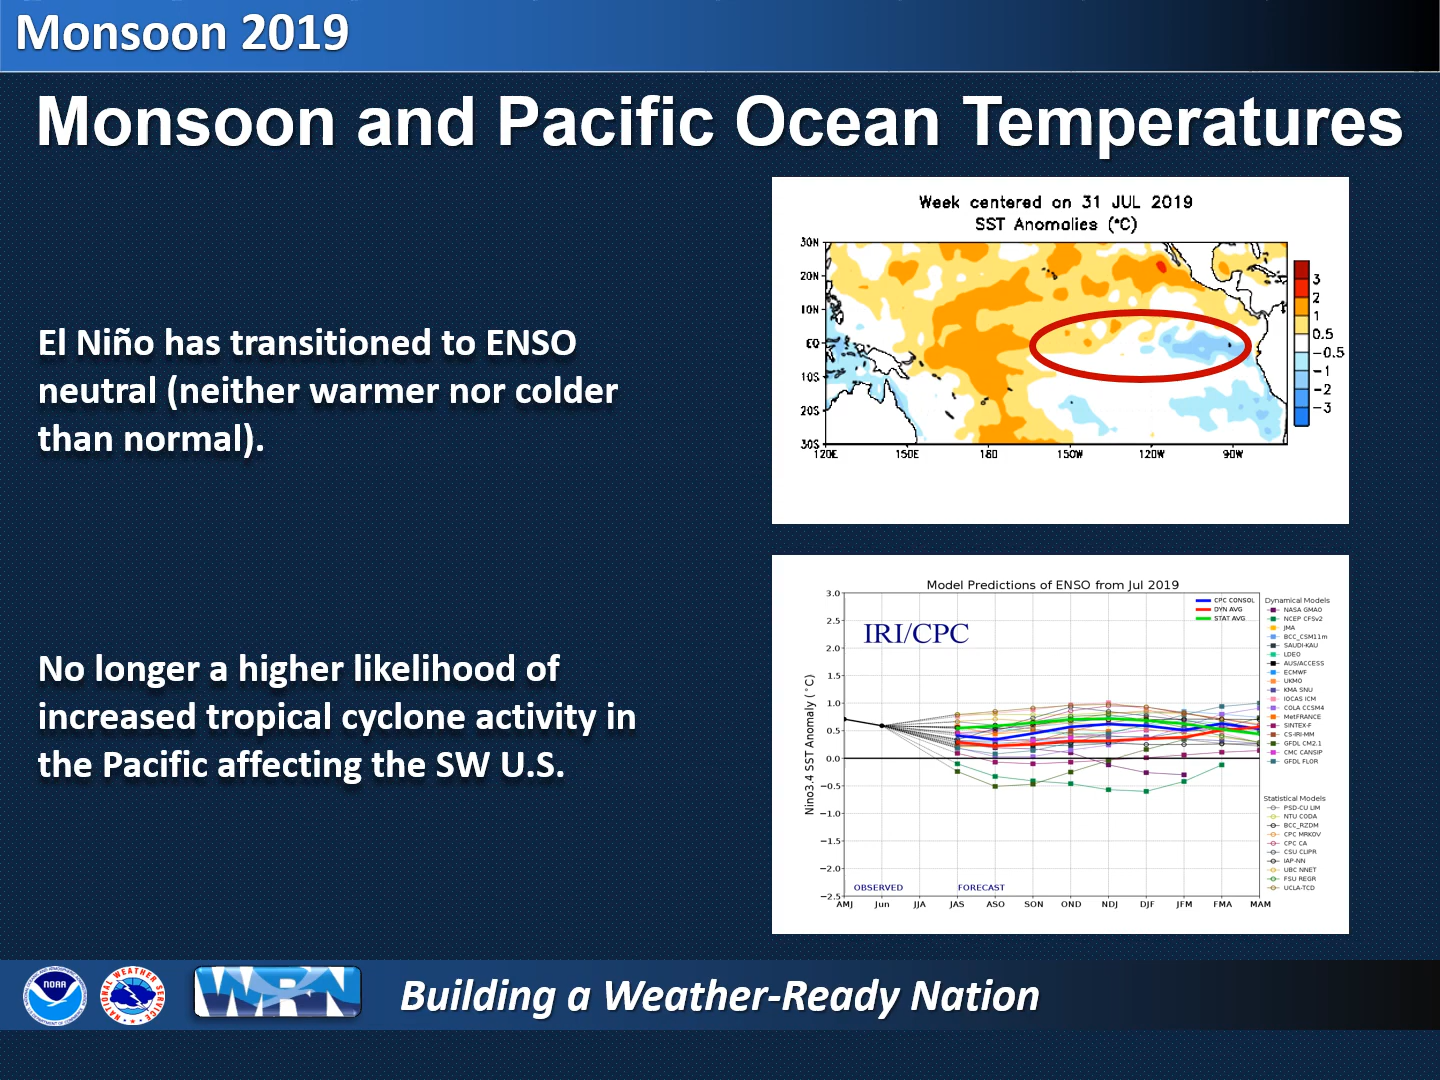 Monsoon 2019
Monsoon and Pacific Ocean Temperatures
El Niño has transitioned to ENSO
neutral (neither warmer nor colder
than normal).
No longer a higher likelihood of
increased tropical cyclone activity in
the Pacific affecting the SW U.S.
Week centered on 31 JUL 2019
SST Anomalies (°C)
30N
20N
10N
EQ
10S
20S
30S
120E 150E 180 150W 120W 90W
3
2
1
0.5
-0.5
-1
-2
-3
Model Predictions of ENSO from Jul 2019
IRI/CPC
Nino3.4 SST Anomaly (°C)
3.0
2.5
2.0
1.5
1.0
0.5
0.0
−0.5
−1.0
−1.5
−2.0
−2.5
OBSERVED FORECAST
AMJ Jun JJA JAS ASO SON OND NDJ DJF JFM FMA MAM
CPC CONSOL
DYN AVG
STAT AVG
Dynamical Models
NASA GMAO
NCEP CFSv2
JMA
BCC_CSM11m
SAUDI-KAU
LDEO
AUS/ACCESS
ECMWF
UKMO
KMA SNU
IOCAS ICM
COLA CCSM4
MetFRANCE
SINTEX-F
CS-IRI-MM
GFDL CM2.1
CMC CANSIP
GFDL FLOR
Statistical Models
PSD-CU LIM
NTU CODA
BCC_RZDM
CPC MRKOV
CPC CA
CSU CLIPR
IAP-NN
UBC NNET
FSU REGR
UCLA-TCD
NOAA
NATIONAL WEATHER SERVICE
WRN
Building a Weather-Ready Nation